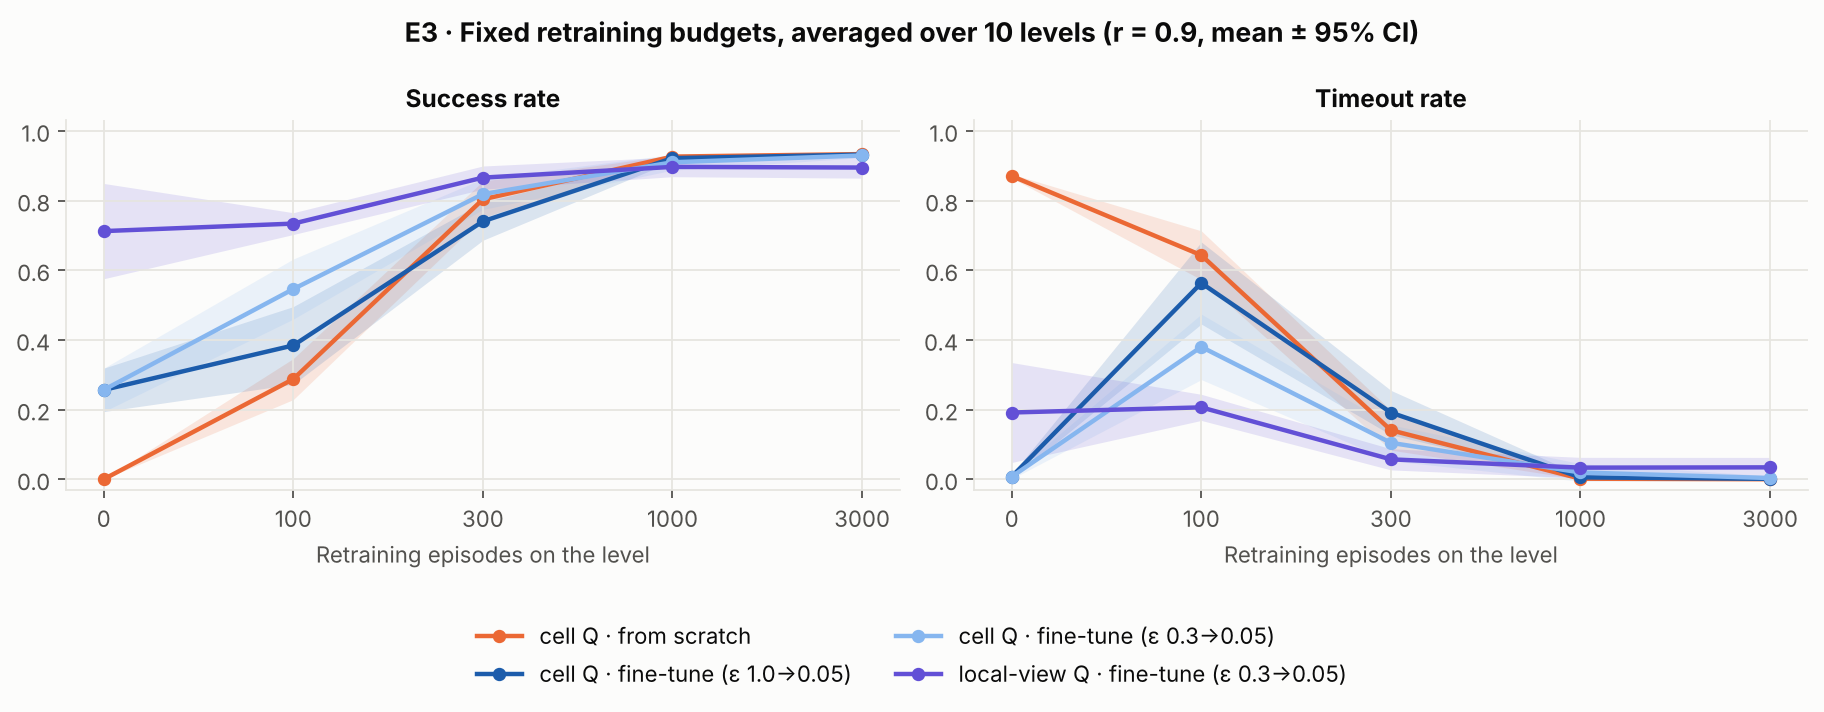 E3 · Fixed retraining budgets, averaged over 10 levels (r = 0.9, mean ± 95% CI)
Success rate
1.0
0.8
0.6
0.4
0.2
0.0
0 100 300 1000 3000
Retraining episodes on the level
Timeout rate
1.0
0.8
0.6
0.4
0.2
0.0
0 100 300 1000 3000
Retraining episodes on the level
cell Q · from scratch
cell Q · fine-tune (ε 1.0→0.05)
cell Q · fine-tune (ε 0.3→0.05)
local-view Q · fine-tune (ε 0.3→0.05)